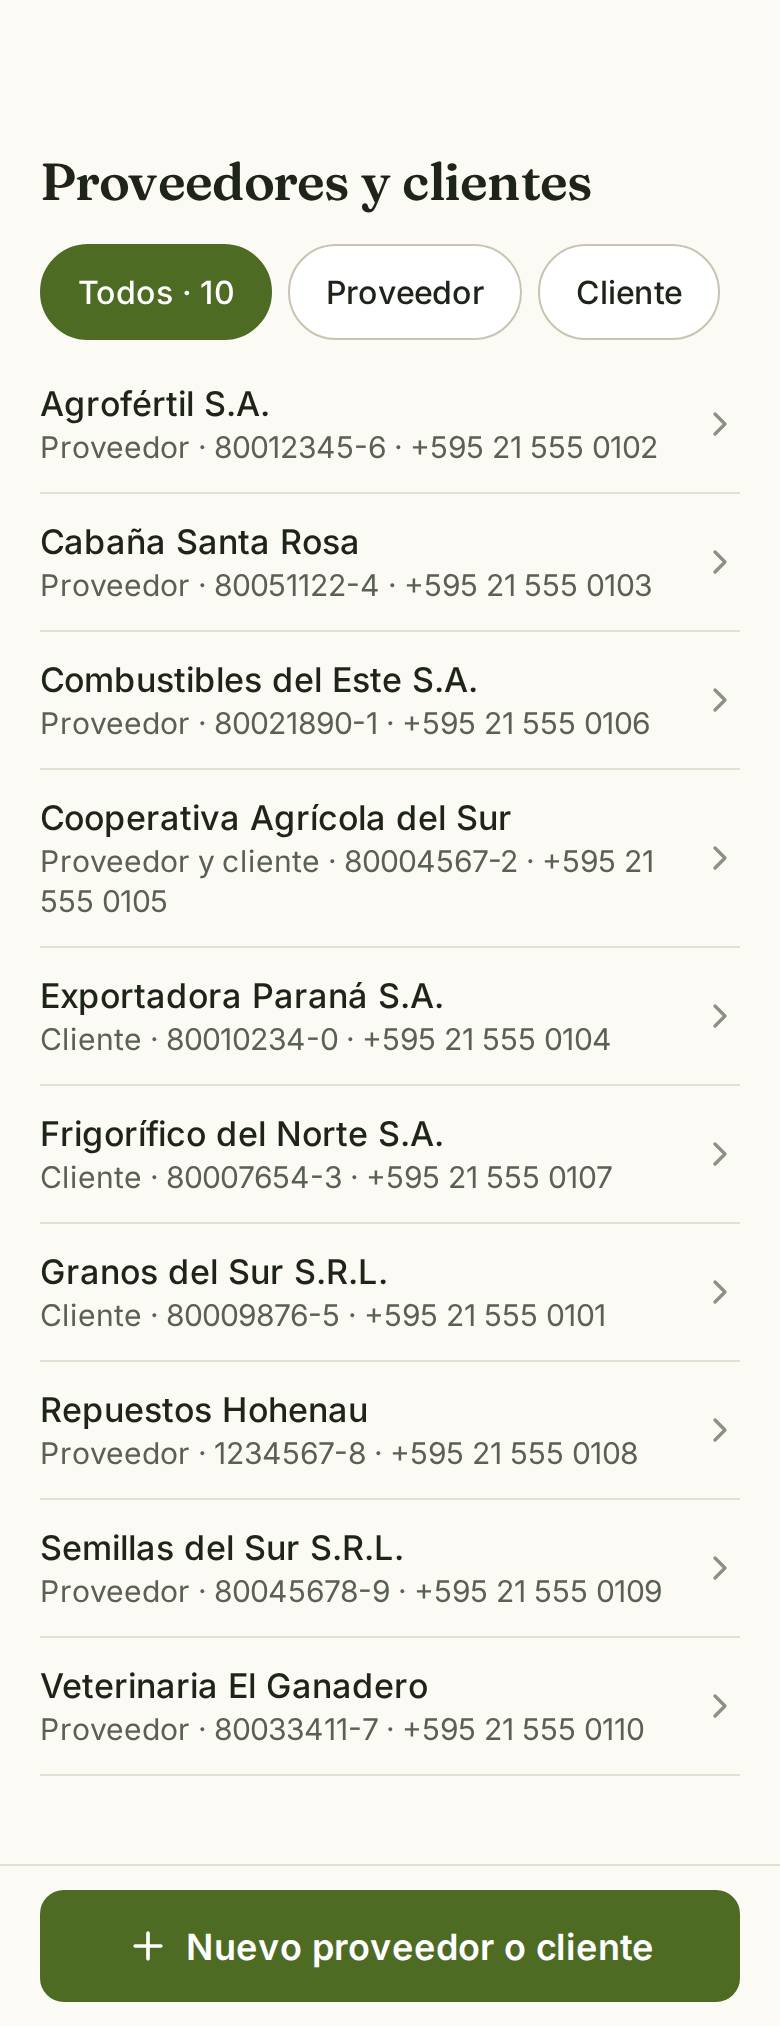 Proveedores y clientes
Todos · 10
Proveedor
Cliente
Agrofértil S.A.
Proveedor · 80012345-6 · +595 21 555 0102
Cabaña Santa Rosa
Proveedor · 80051122-4 · +595 21 555 0103
Combustibles del Este S.A.
Proveedor · 80021890-1 · +595 21 555 0106
Cooperativa Agrícola del Sur
Proveedor y cliente · 80004567-2 · +595 21
555 0105
Exportadora Paraná S.A.
Cliente · 80010234-0 · +595 21 555 0104
Frigorífico del Norte S.A.
Cliente · 80007654-3 · +595 21 555 0107
Granos del Sur S.R.L.
Cliente · 80009876-5 · +595 21 555 0101
Repuestos Hohenau
Proveedor · 1234567-8 · +595 21 555 0108
Semillas del Sur S.R.L.
Proveedor · 80045678-9 · +595 21 555 0109
Veterinaria El Ganadero
Proveedor · 80033411-7 · +595 21 555 0110
+ Nuevo proveedor o cliente